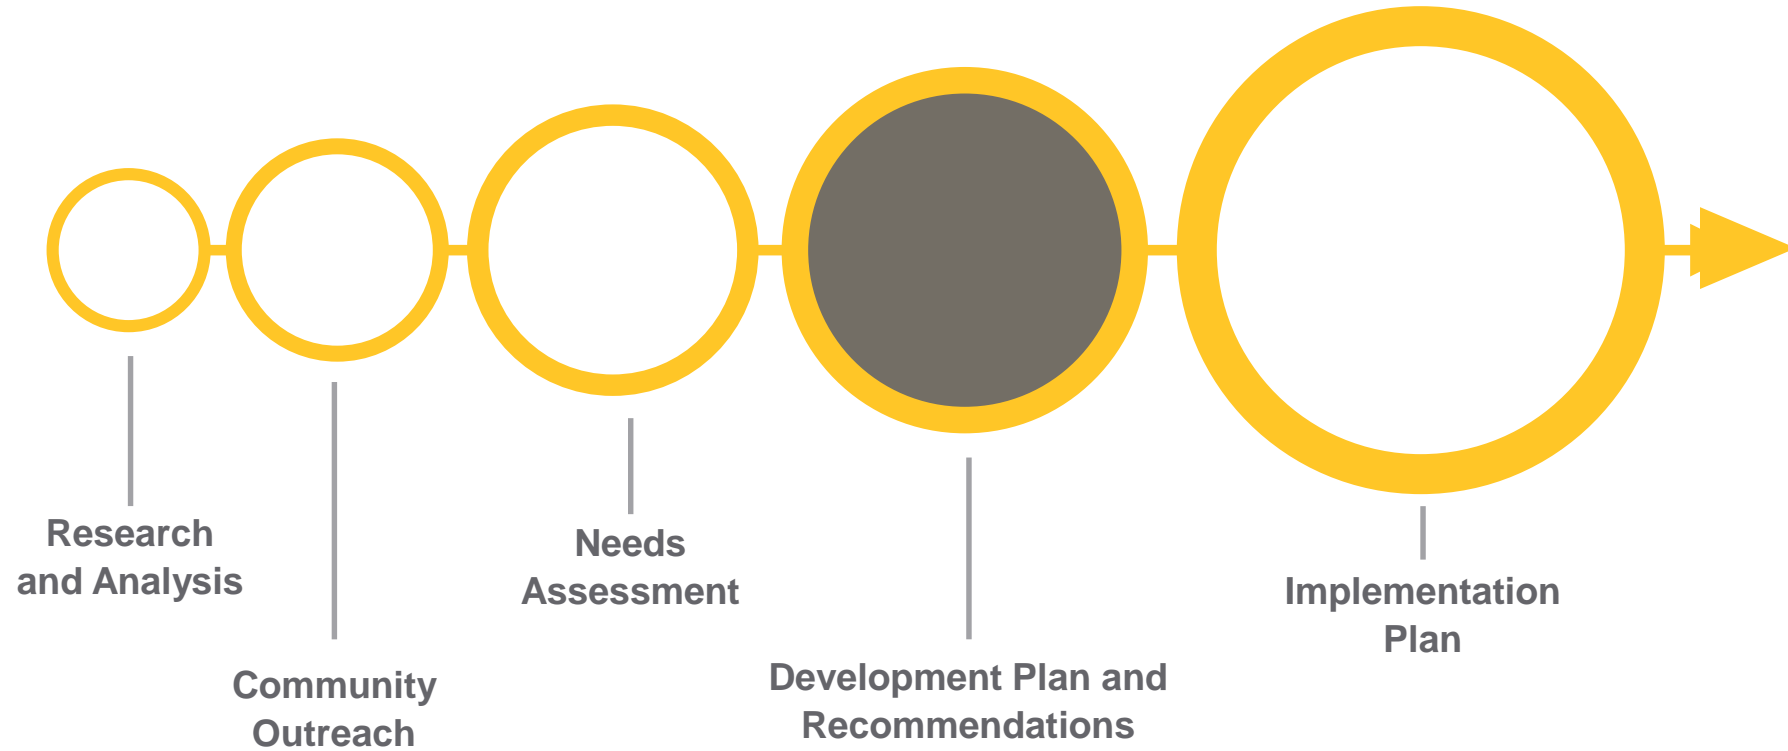 Research
and Analysis
Community
Outreach
Needs
Assessment
Development Plan and
Recommendations
Implementation
Plan